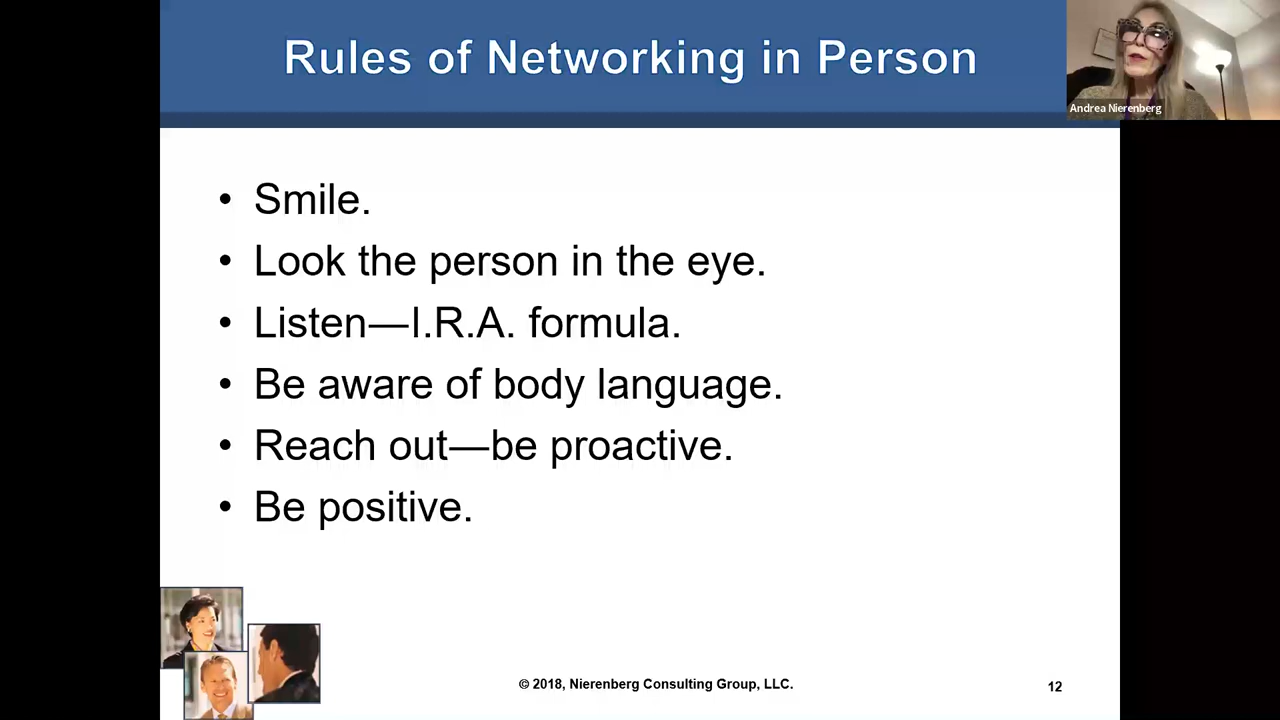 Rules of Networking in Person
Andrea Nierenberg
• Smile.
• Look the person in the eye.
• Listen—I.R.A. formula.
• Be aware of body language.
• Reach out—be proactive.
• Be positive.
© 2018, Nierenberg Consulting Group, LLC.
12